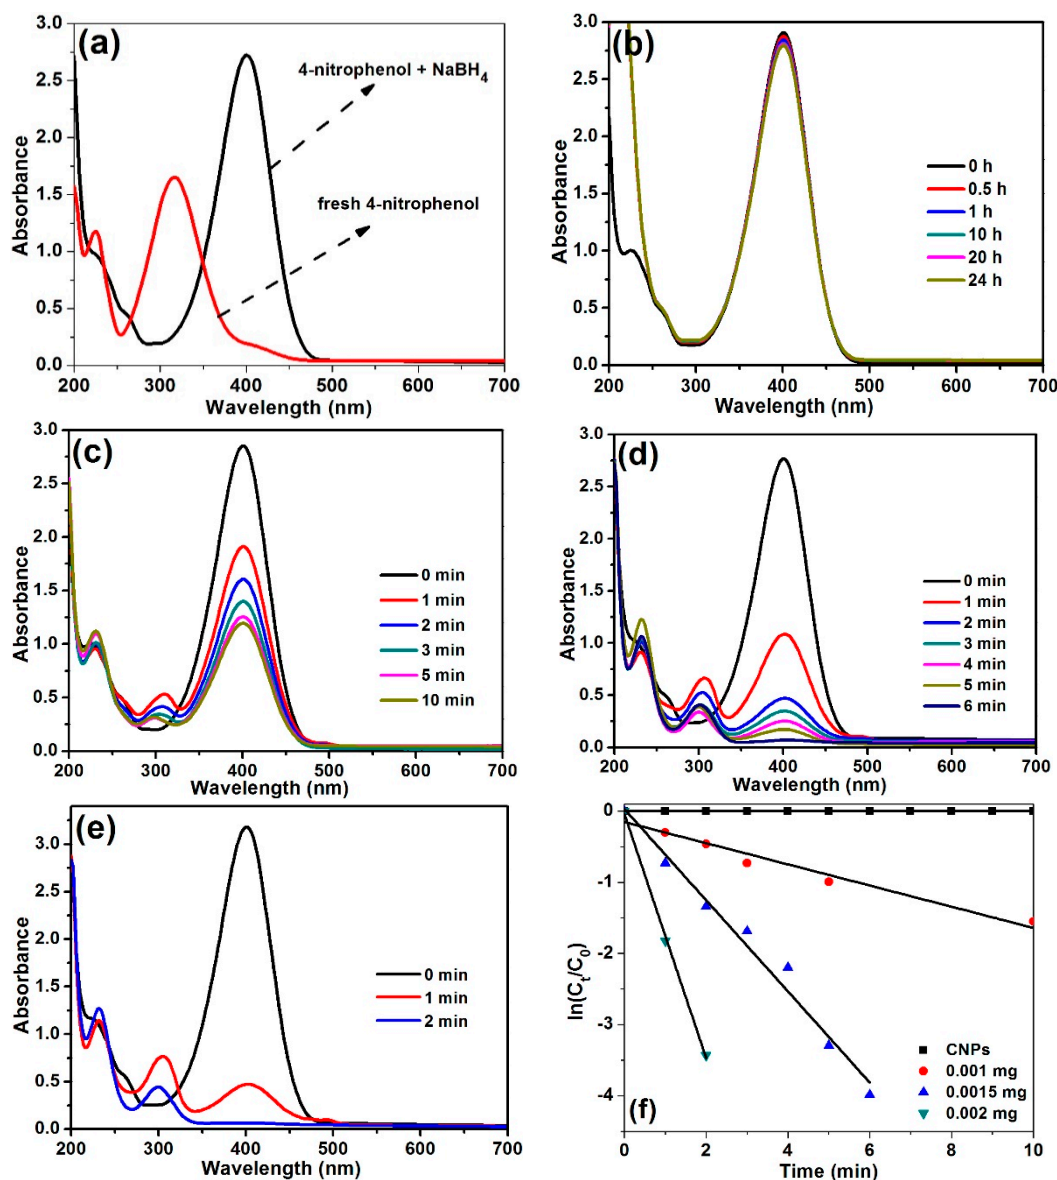 (a)
3.0
2.5
2.0
1.5
1.0
0.5
0.0
Absorbance
4-nitrophenol + NaBH4
fresh 4-nitrophenol
200 300 400 500 600 700
Wavelength (nm)
(b)
3.0
2.5
2.0
1.5
1.0
0.5
0.0
Absorbance
0 h
0.5 h
1 h
10 h
20 h
24 h
200 300 400 500 600 700
Wavelength (nm)
(c)
3.0
2.5
2.0
1.5
1.0
0.5
0.0
Absorbance
0 min
1 min
2 min
3 min
5 min
10 min
200 300 400 500 600 700
Wavelength (nm)
(d)
3.0
2.5
2.0
1.5
1.0
0.5
0.0
Absorbance
0 min
1 min
2 min
3 min
4 min
5 min
6 min
200 300 400 500 600 700
Wavelength (nm)
(e)
3.0
2.5
2.0
1.5
1.0
0.5
0.0
Absorbance
0 min
1 min
2 min
200 300 400 500 600 700
Wavelength (nm)
0
-1
-2
-3
-4
ln(Ct/C0)
CNPs
0.001 mg
0.0015 mg
0.002 mg
(f)
0 2 4 6 8 10
Time (min)